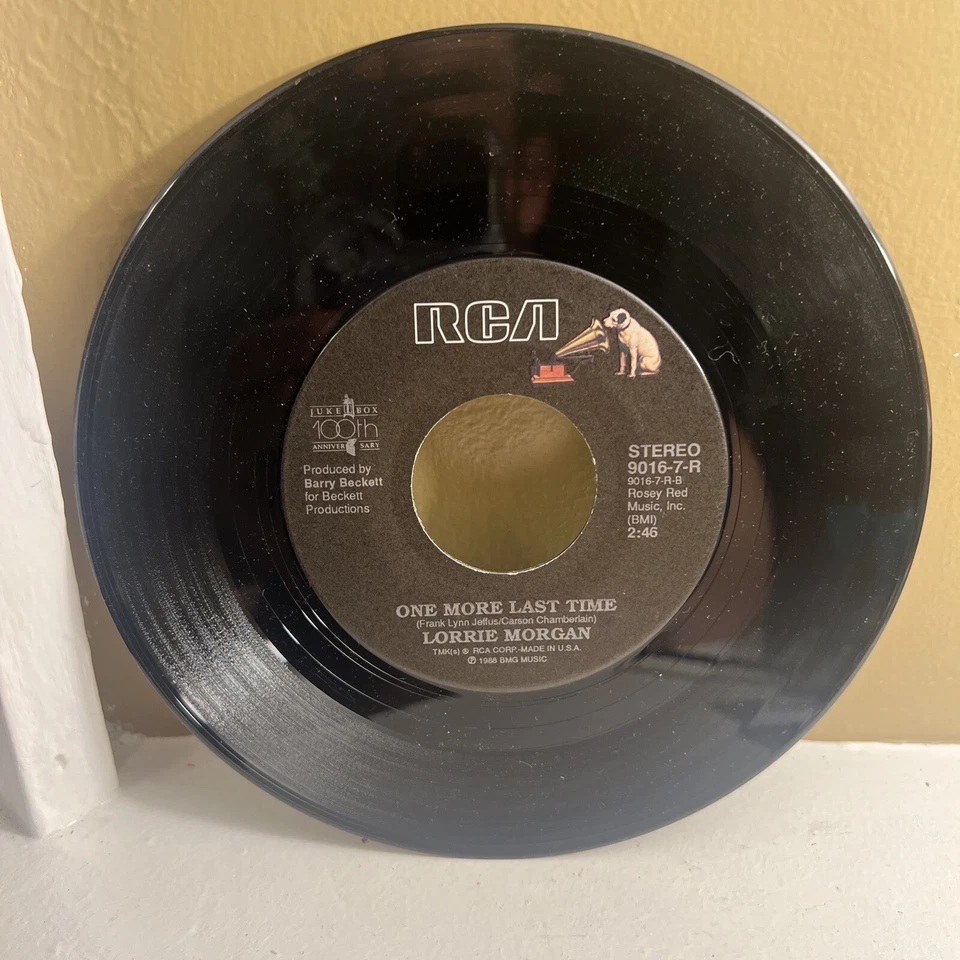 RCA
JUKEBOX
100th
ANNIVERSARY
Produced by
Barry Beckett
for Beckett
Productions
STEREO
9016-7-R
9016-7-R-B
Rosey Red
Music, Inc.
(BMI)
2:46
ONE MORE LAST TIME
(Frank Lynn Jeffus/Carson Chamberlain)
LORRIE MORGAN
TMK(s) ® RCA CORP.-MADE IN U.S.A.
℗ 1988 BMG MUSIC